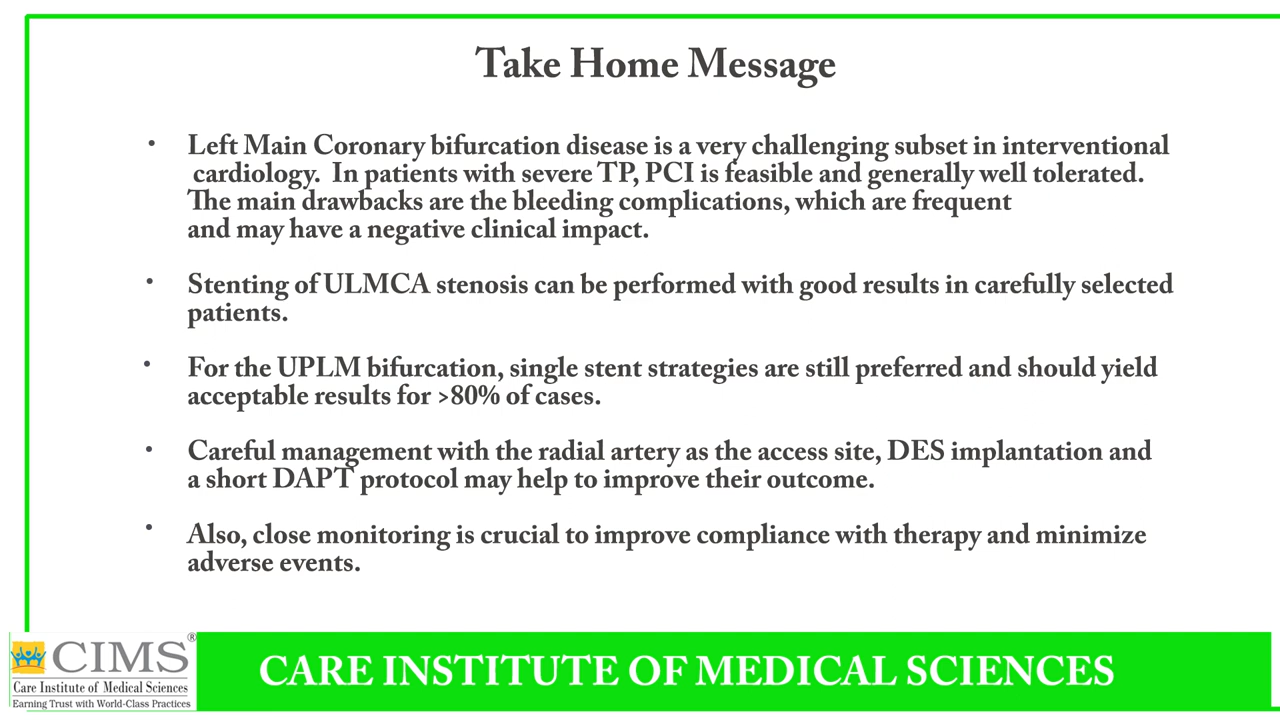 Take Home Message
• Left Main Coronary bifurcation disease is a very challenging subset in interventional
cardiology. In patients with severe TP, PCI is feasible and generally well tolerated.
The main drawbacks are the bleeding complications, which are frequent
and may have a negative clinical impact.
• Stenting of ULMCA stenosis can be performed with good results in carefully selected
patients.
• For the UPLM bifurcation, single stent strategies are still preferred and should yield
acceptable results for >80% of cases.
• Careful management with the radial artery as the access site, DES implantation and
a short DAPT protocol may help to improve their outcome.
• Also, close monitoring is crucial to improve compliance with therapy and minimize
adverse events.
CIMS®
Care Institute of Medical Sciences
Earning Trust with World-Class Practices
CARE INSTITUTE OF MEDICAL SCIENCES